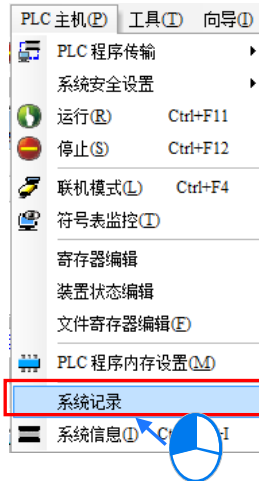 PLC 主机(P) 工具(T) 向导(I)
PLC 程序传输
系统安全设置
运行(R) Ctrl+F11
停止(S) Ctrl+F12
联机模式(L) Ctrl+F4
符号表监控(T)
寄存器编辑
装置状态编辑
文件寄存器编辑(F)
PLC 程序内存设置(M)
系统记录
系统信息(I)